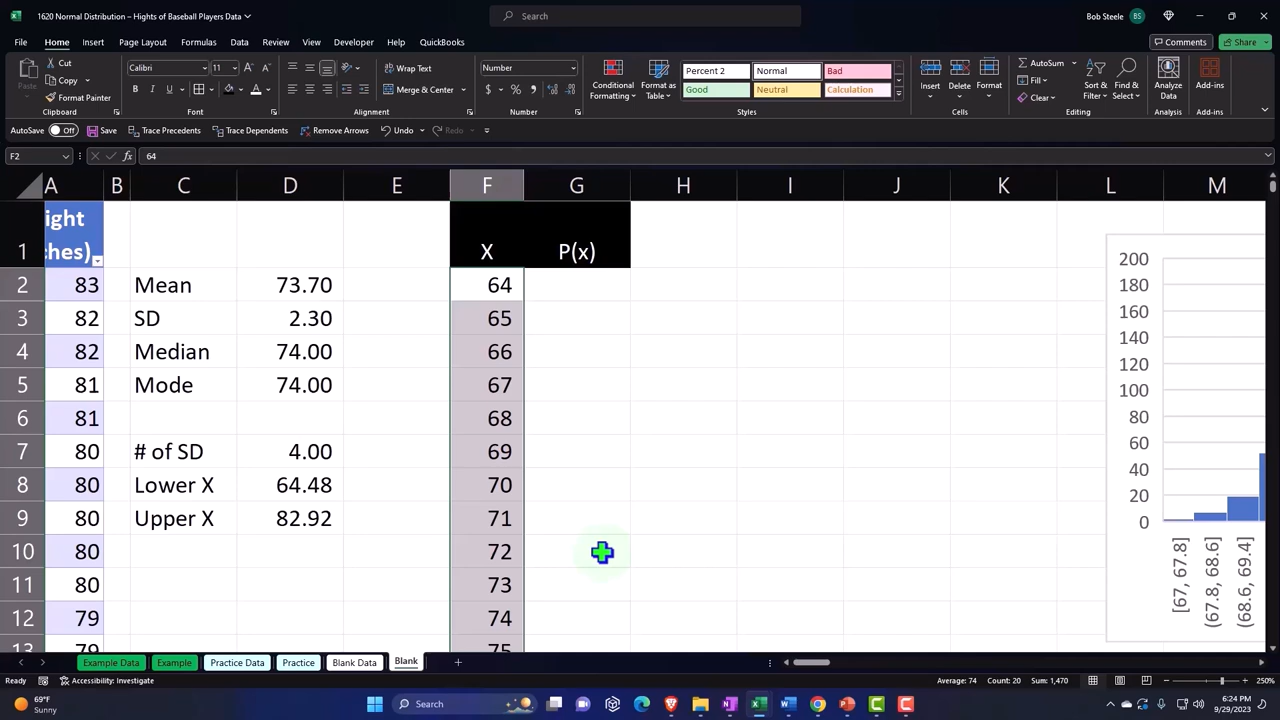 1620 Normal Distribution – Hights of Baseball Players Data
Search
Bob Steele BS
File Home Insert Page Layout Formulas Data Review View Developer Help QuickBooks Comments Share
Cut
Copy
Format Painter
Clipboard
Calibri 11
B I U
Font
Wrap Text
Merge & Center
Alignment
Number
$ % 9
Number
Conditional Formatting
Format as Table
Percent 2 Normal Bad
Good Neutral Calculation
Styles
Insert Delete Format
Cells
AutoSum
Fill
Clear
Sort & Filter
Find & Select
Editing
Analyze Data
Analysis
Add-ins
Add-ins
AutoSave Off Save Trace Precedents Trace Dependents Remove Arrows Undo Redo
F2 fx 64
A B C D E F G H I J K L M
1 ight ches) X P(x)
2 83 Mean 73.70 64
3 82 SD 2.30 65
4 82 Median 74.00 66
5 81 Mode 74.00 67
6 81 68
7 80 # of SD 4.00 69
8 80 Lower X 64.48 70
9 80 Upper X 82.92 71
10 80 72
11 80 73
12 79 74
79 75
200
180
160
140
120
100
80
60
40
20
0
[67, 67.8]
(67.8, 68.6]
(68.6, 69.4]
Example Data Example Practice Data Practice Blank Data Blank
Ready Accessibility: Investigate Average: 74 Count: 20 Sum: 1,470 250%
69°F
Sunny
Search
6:24 PM
9/29/2023